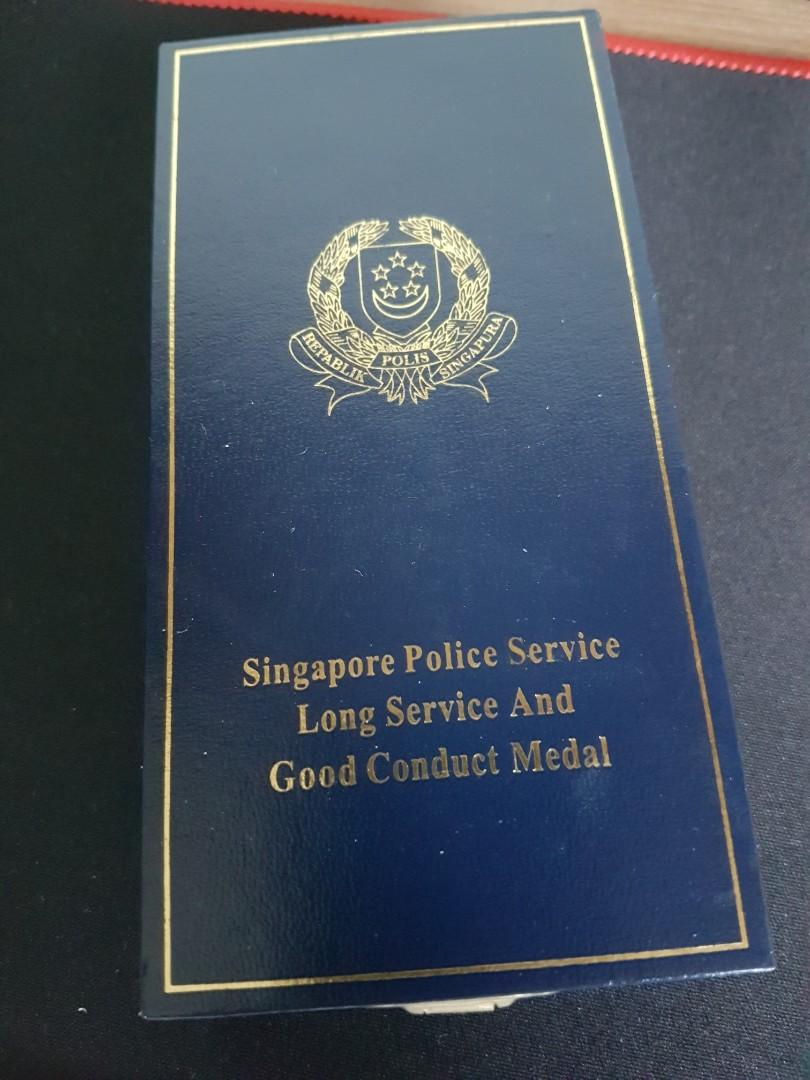 REPABLIK POLIS SINGAPURA
Singapore Police Service
Long Service And
Good Conduct Medal